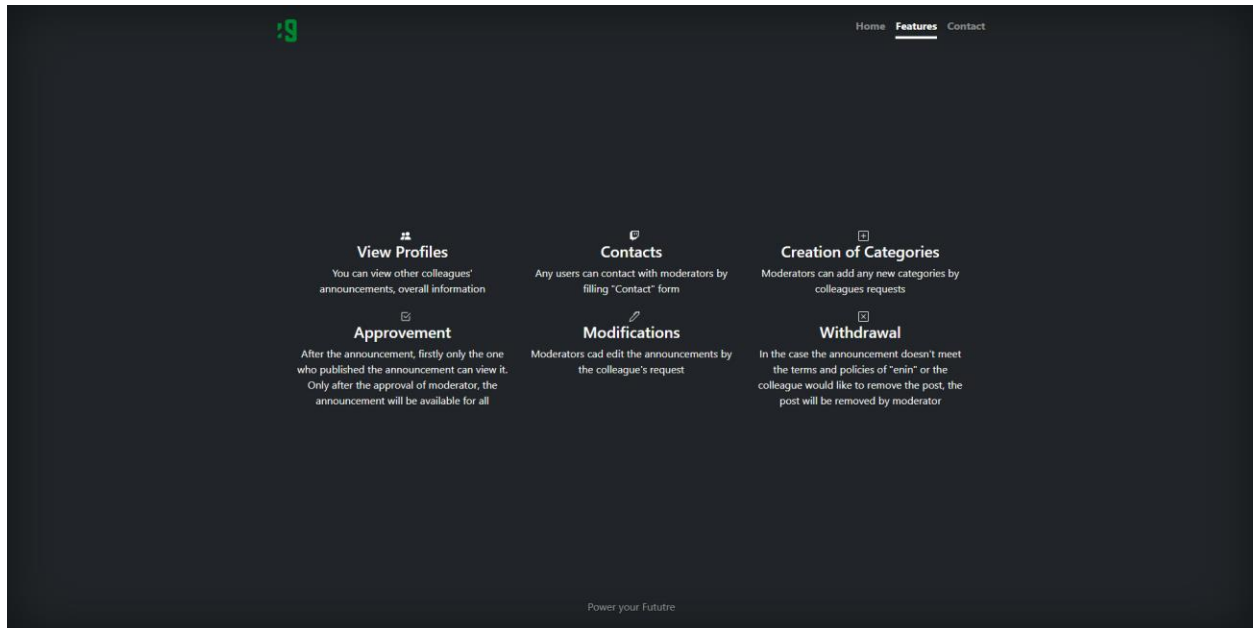 Home Features Contact
View Profiles
You can view other colleagues'
announcements, overall information
Contacts
Any users can contact with moderators by
filling "Contact" form
Creation of Categories
Moderators can add any new categories by
colleagues requests
Approvement
After the announcement, firstly only the one
who published the announcement can view it.
Only after the approval of moderator, the
announcement will be available for all
Modifications
Moderators cad edit the announcements by
the colleague's request
Withdrawal
In the case the announcement doesn't meet
the terms and policies of "enin" or the
colleague would like to remove the post, the
post will be removed by moderator
Power your Fututre